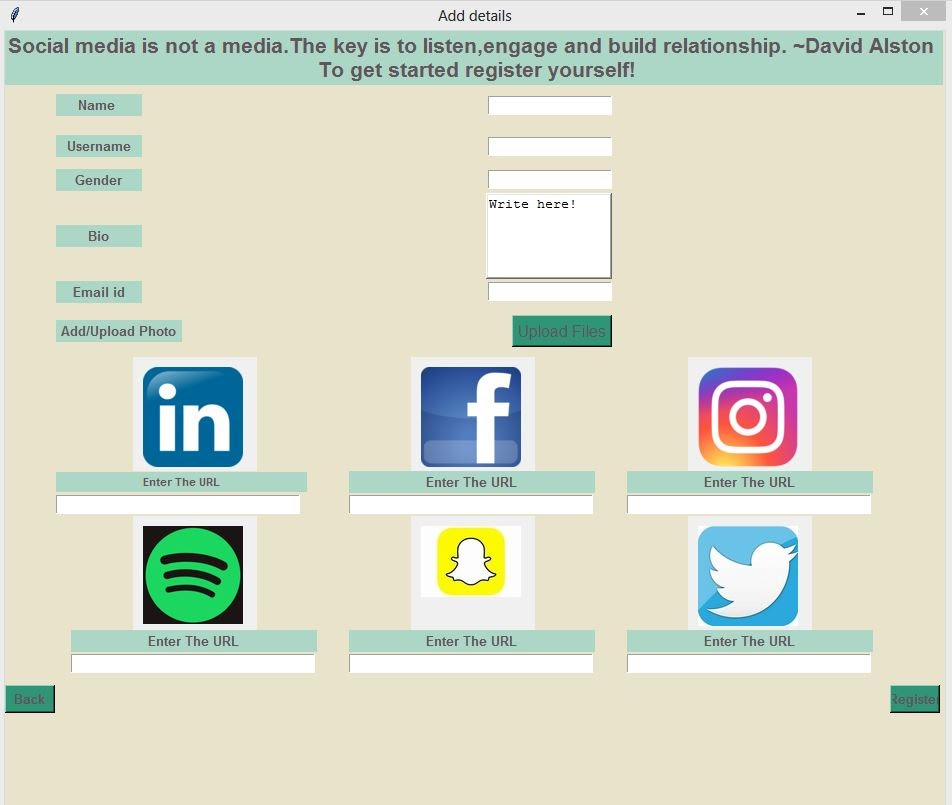 Add details
Social media is not a media.The key is to listen,engage and build relationship. ~David Alston
To get started register yourself!
Name
Username
Gender
Write here!
Bio
Email id
Add/Upload Photo
Upload Files
in
f
Enter The URL
Enter The URL
Enter The URL
Enter The URL
Enter The URL
Enter The URL
Back
Register